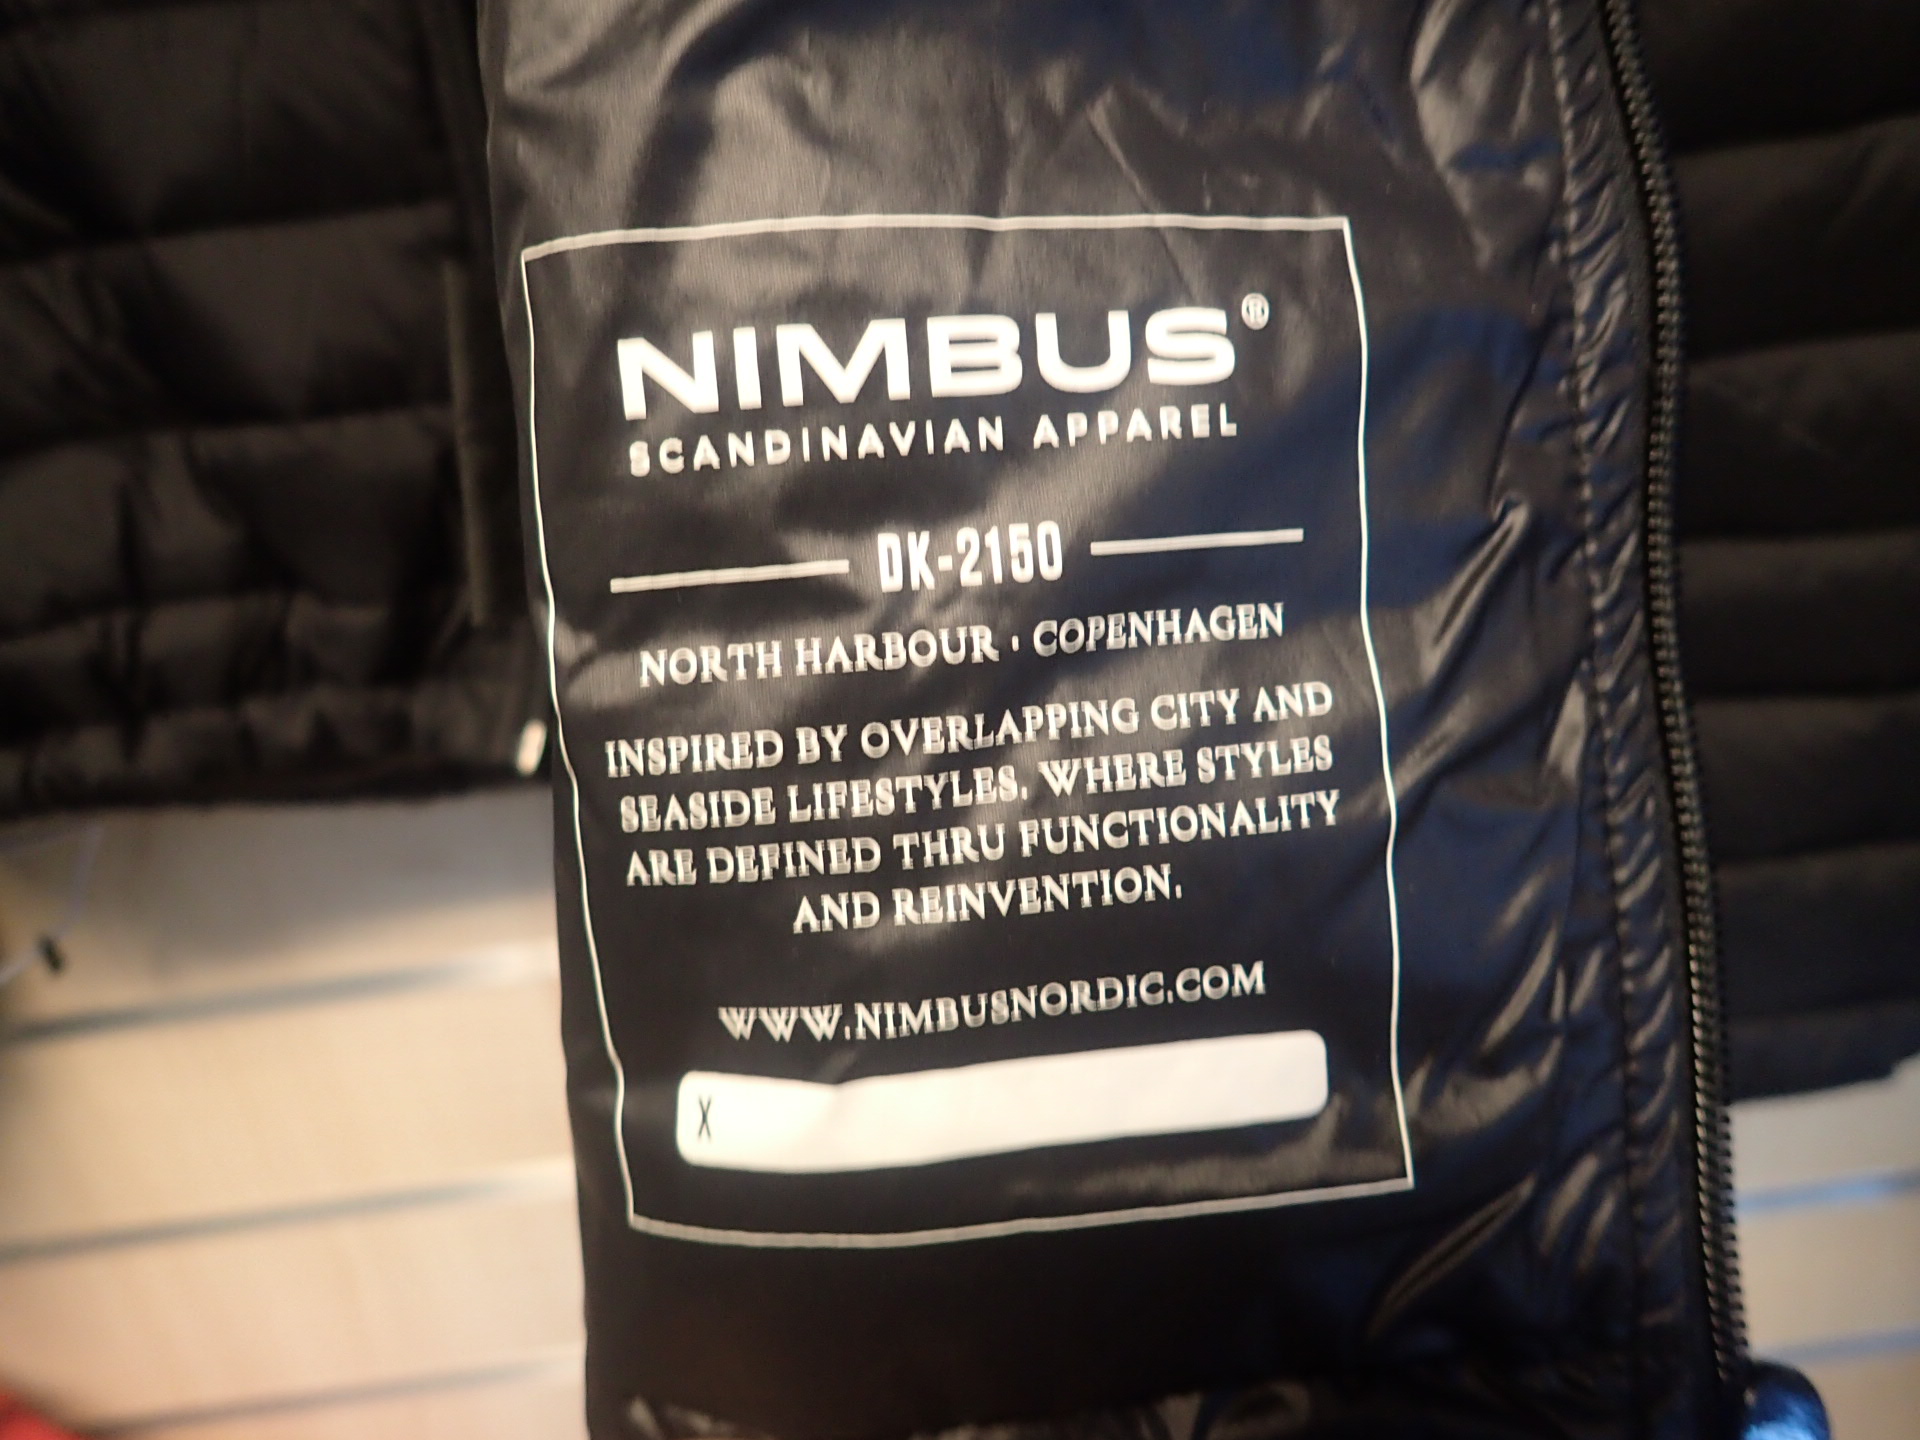 NIMBUS®
SCANDINAVIAN APPAREL
DK-2150
NORTH HARBOUR · COPENHAGEN
INSPIRED BY OVERLAPPING CITY AND
SEASIDE LIFESTYLES. WHERE STYLES
ARE DEFINED THRU FUNCTIONALITY
AND REINVENTION.
WWW.NIMBUSNORDIC.COM
X